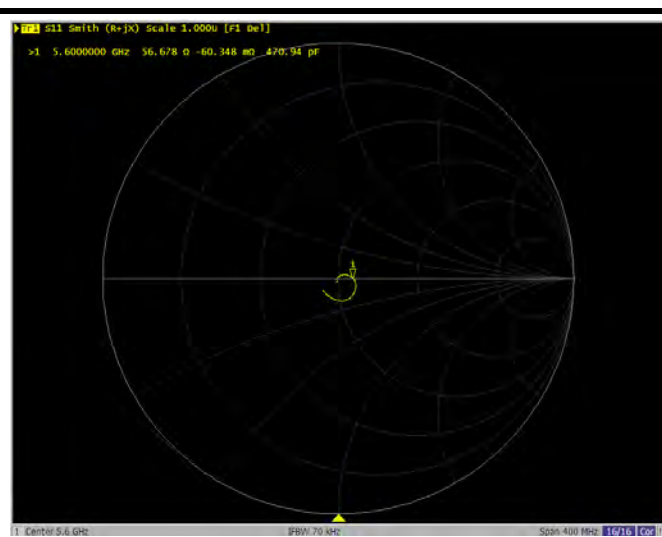 Tr1 S11 Smith (R+jX) Scale 1.000U [F1 Del]
>1 5.6000000 GHz 56.678 Ω -60.348 mΩ 470.94 pF
1
1 Center 5.6 GHz IFBW 70 kHz Span 400 MHz 16/16 Cor